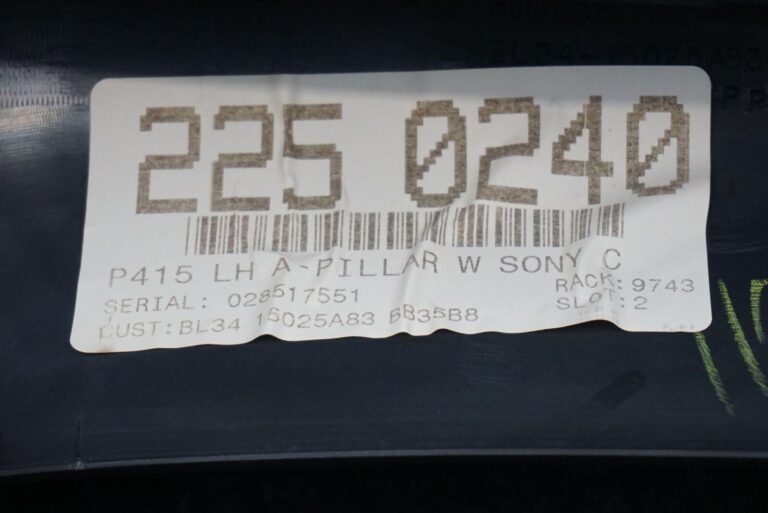 225 0240
P415 LH A-PILLAR W SONY C
SERIAL: 028517551
RACK: 9743
SLOT: 2
CUST: BL34 15025A83 BB35B8